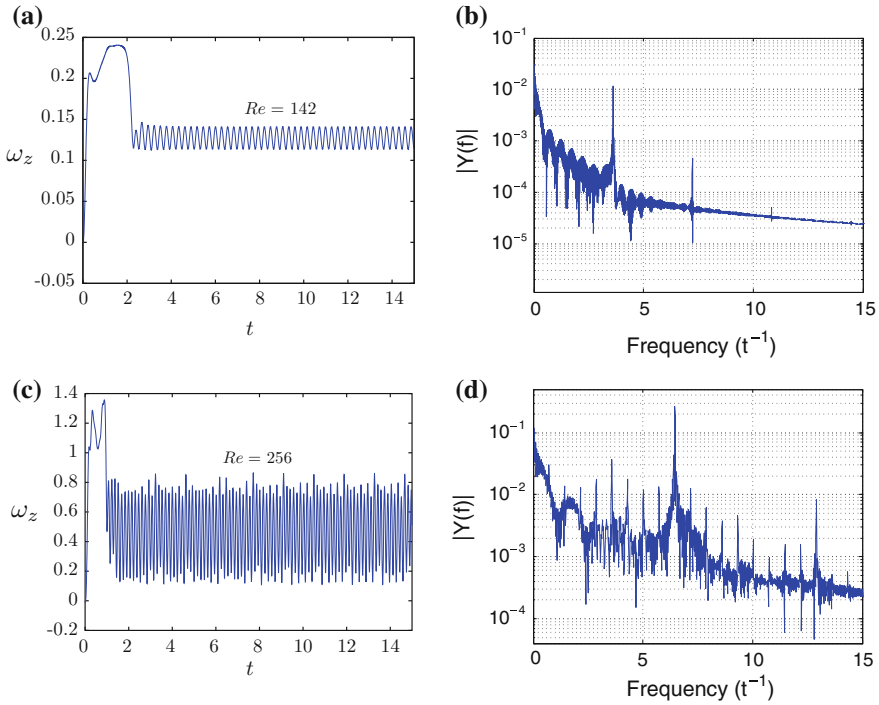 (a)
0.25
0.20
0.15
0.10
0.05
0
-0.05
ω_z
Re = 142
0 2 4 6 8 10 12 14
t
(b)
10^-1
10^-2
10^-3
10^-4
10^-5
|Y(f)|
0 5 10 15
Frequency (t^-1)
(c)
1.4
1.2
1
0.8
0.6
0.4
0.2
0
-0.2
ω_z
Re = 256
0 2 4 6 8 10 12 14
t
(d)
10^-1
10^-2
10^-3
10^-4
|Y(f)|
0 5 10 15
Frequency (t^-1)